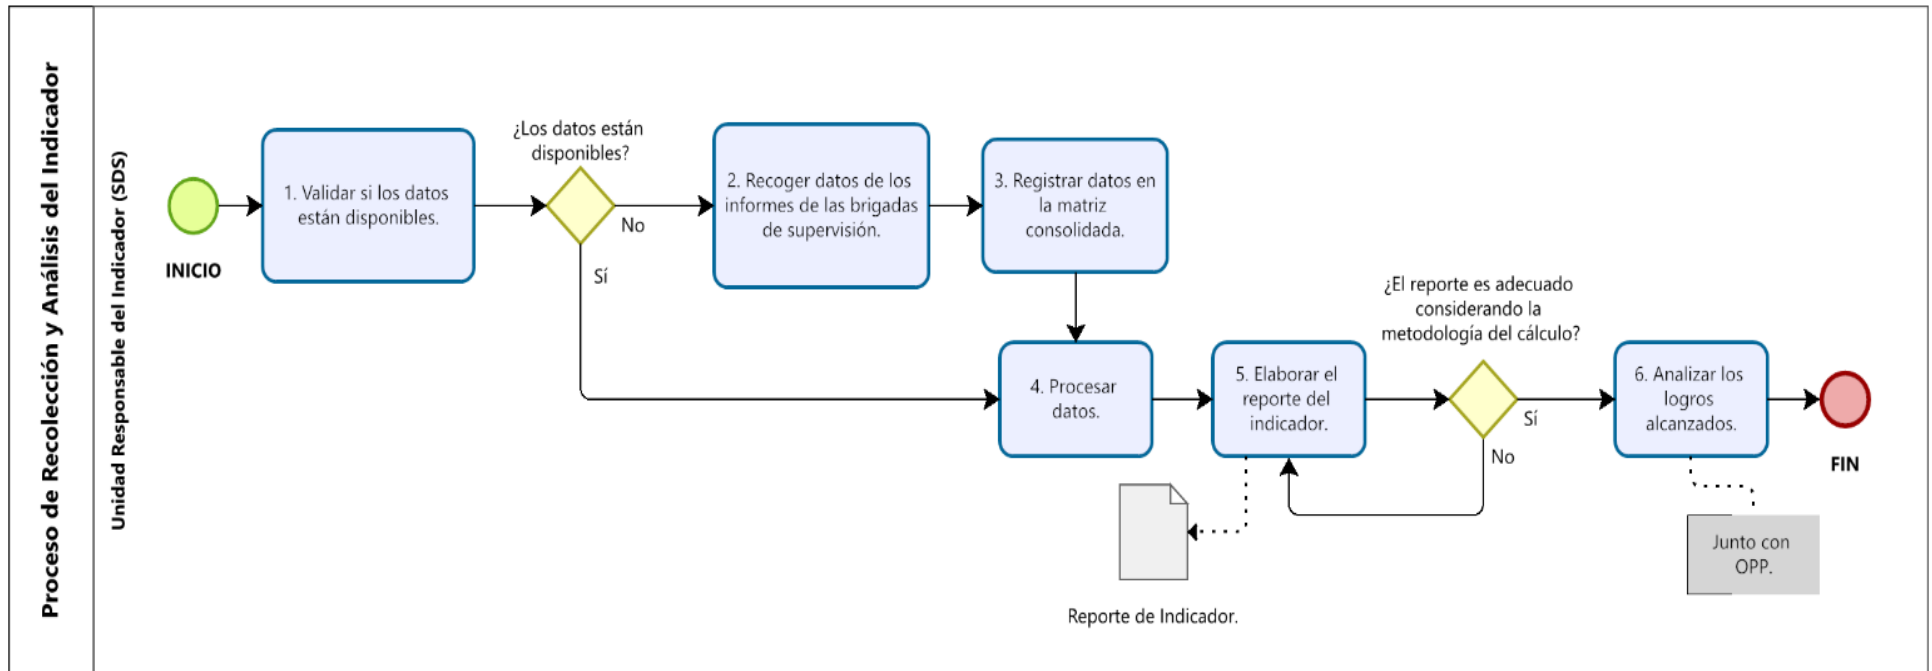 Proceso de Recolección y Análisis del Indicador
Unidad Responsable del Indicador (SDS)
INICIO
1. Validar si los datos
están disponibles.
¿Los datos están
disponibles?
No
Sí
2. Recoger datos de los
informes de las brigadas
de supervisión.
3. Registrar datos en
la matriz
consolidada.
4. Procesar
datos.
5. Elaborar el
reporte del
indicador.
Reporte de Indicador.
¿El reporte es adecuado
considerando la
metodología del cálculo?
Sí
No
6. Analizar los
logros
alcanzados.
Junto con
OPP.
FIN